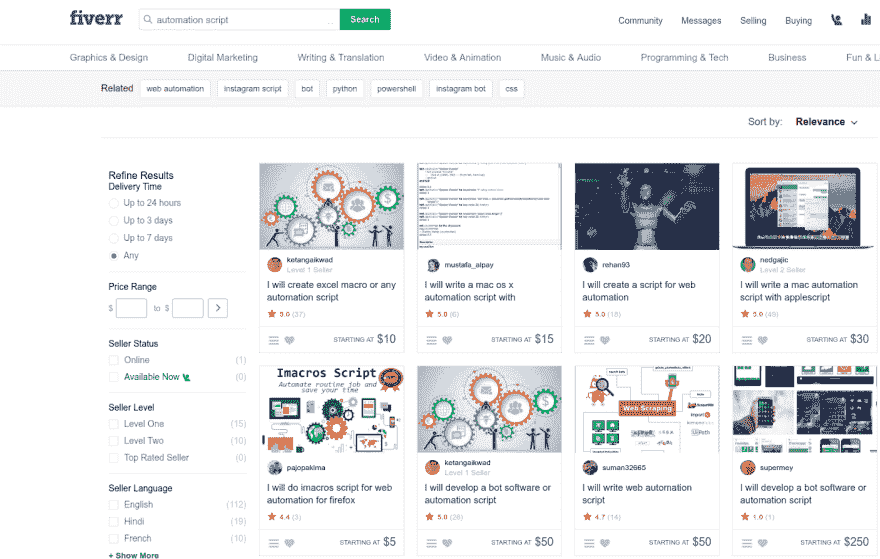 fiverr
automation script
Search
Community Messages Selling Buying
Graphics & Design Digital Marketing Writing & Translation Video & Animation Music & Audio Programming & Tech Business Fun & L
Related web automation instagram script bot python powershell instagram bot css
Sort by: Relevance
Refine Results
Delivery Time
Up to 24 hours
Up to 3 days
Up to 7 days
Any
Price Range
$ to $
Seller Status
Online (1)
Available Now (0)
Seller Level
Level One (15)
Level Two (10)
Top Rated Seller (0)
Seller Language
English (112)
Hindi (19)
French (10)
+ Show More
ketangaikwad
Level 1 Seller
I will create excel macro or any
automation script
5.0 (37)
STARTING AT $10
mustafa_alpay
I will write a mac os x
automation script with
5.0 (6)
STARTING AT $15
rehan93
I will create a script for web
automation
5.0 (18)
STARTING AT $20
nedgajic
Level 2 Seller
I will write a mac automation
script with applescript
5.0 (49)
STARTING AT $30
Imacros Script
Automate routine job and
save your time
pajopaklma
I will do imacros script for web
automation for firefox
4.4 (3)
STARTING AT $5
ketangaikwad
Level 1 Seller
I will develop a bot software or
automation script
5.0 (26)
STARTING AT $50
Web Scraping
suman32665
I will write web automation
script
4.7 (14)
STARTING AT $50
supermey
I will develop a bot software or
automation script
1.0 (1)
STARTING AT $250